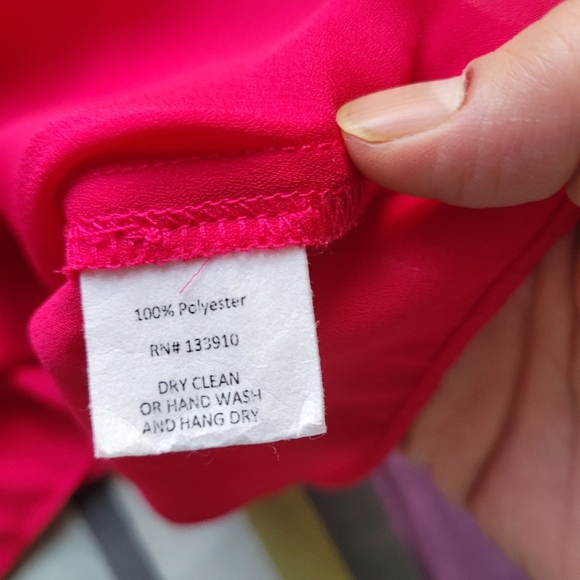 100% Polyester
RN# 133910
DRY CLEAN
OR HAND WASH
AND HANG DRY